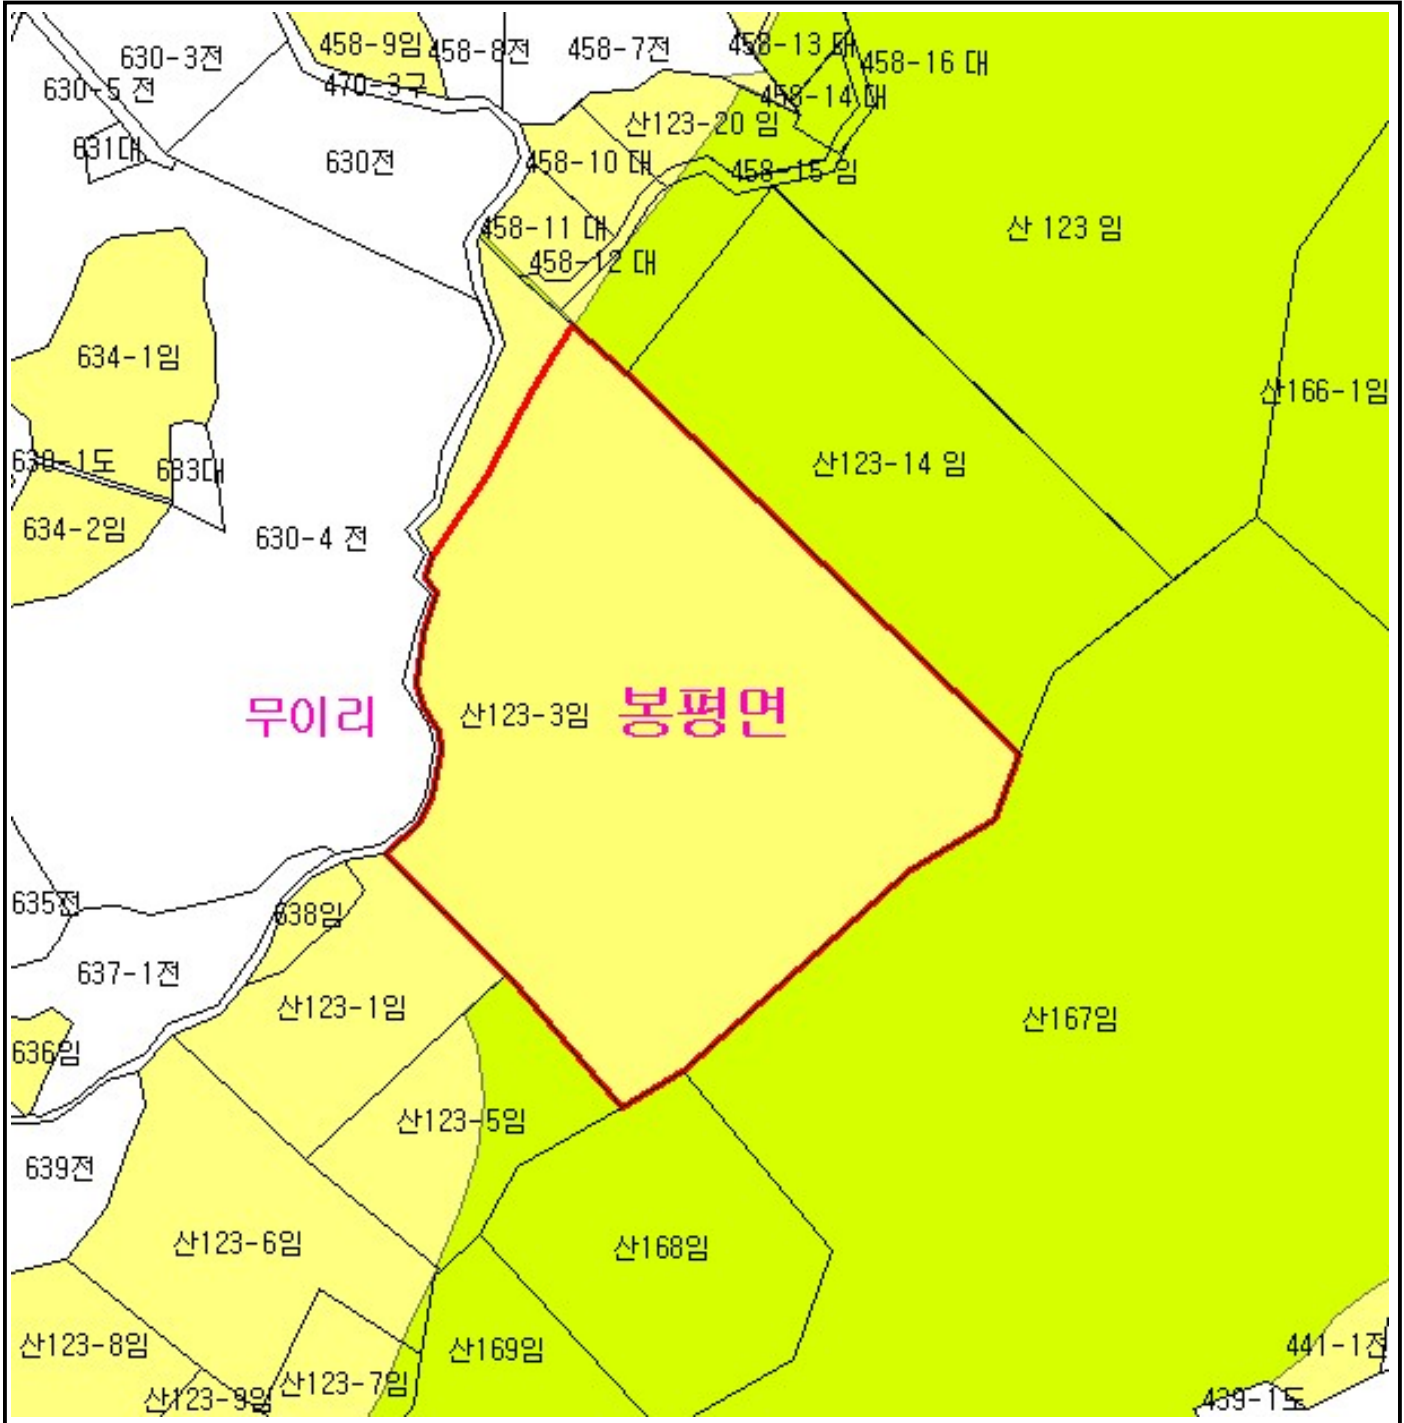 630-3전
458-9임
458-8전
458-7전
458-13 대
458-16 대
630-5 전
470-3구
458-14 대
산123-20 임
631대
630전
458-10 대
458-15 임
458-11 대
산 123 임
458-12 대
634-1임
산166-1임
630-1도
633대
산123-14 임
634-2임
630-4 전
무이리
산123-3임
봉평면
635전
638임
637-1전
산123-1임
산167임
636임
산123-5임
639전
산123-6임
산168임
산123-8임
산169임
441-1전
산123-9임
산123-7임
439-1도